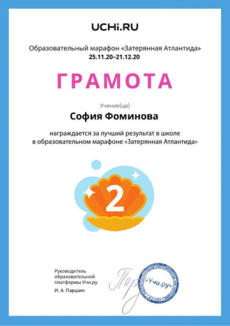 UCHi.RU
Образовательный марафон «Затерянная Атлантида»
25.11.20–21.12.20
ГРАМОТА
Ученик(ца)
София Фоминова
награждается за лучший результат в школе
в образовательном марафоне «Затерянная Атлантида»
2
Руководитель
образовательной
платформы Учи.ру
И. А. Паршин
«Учи.ру»